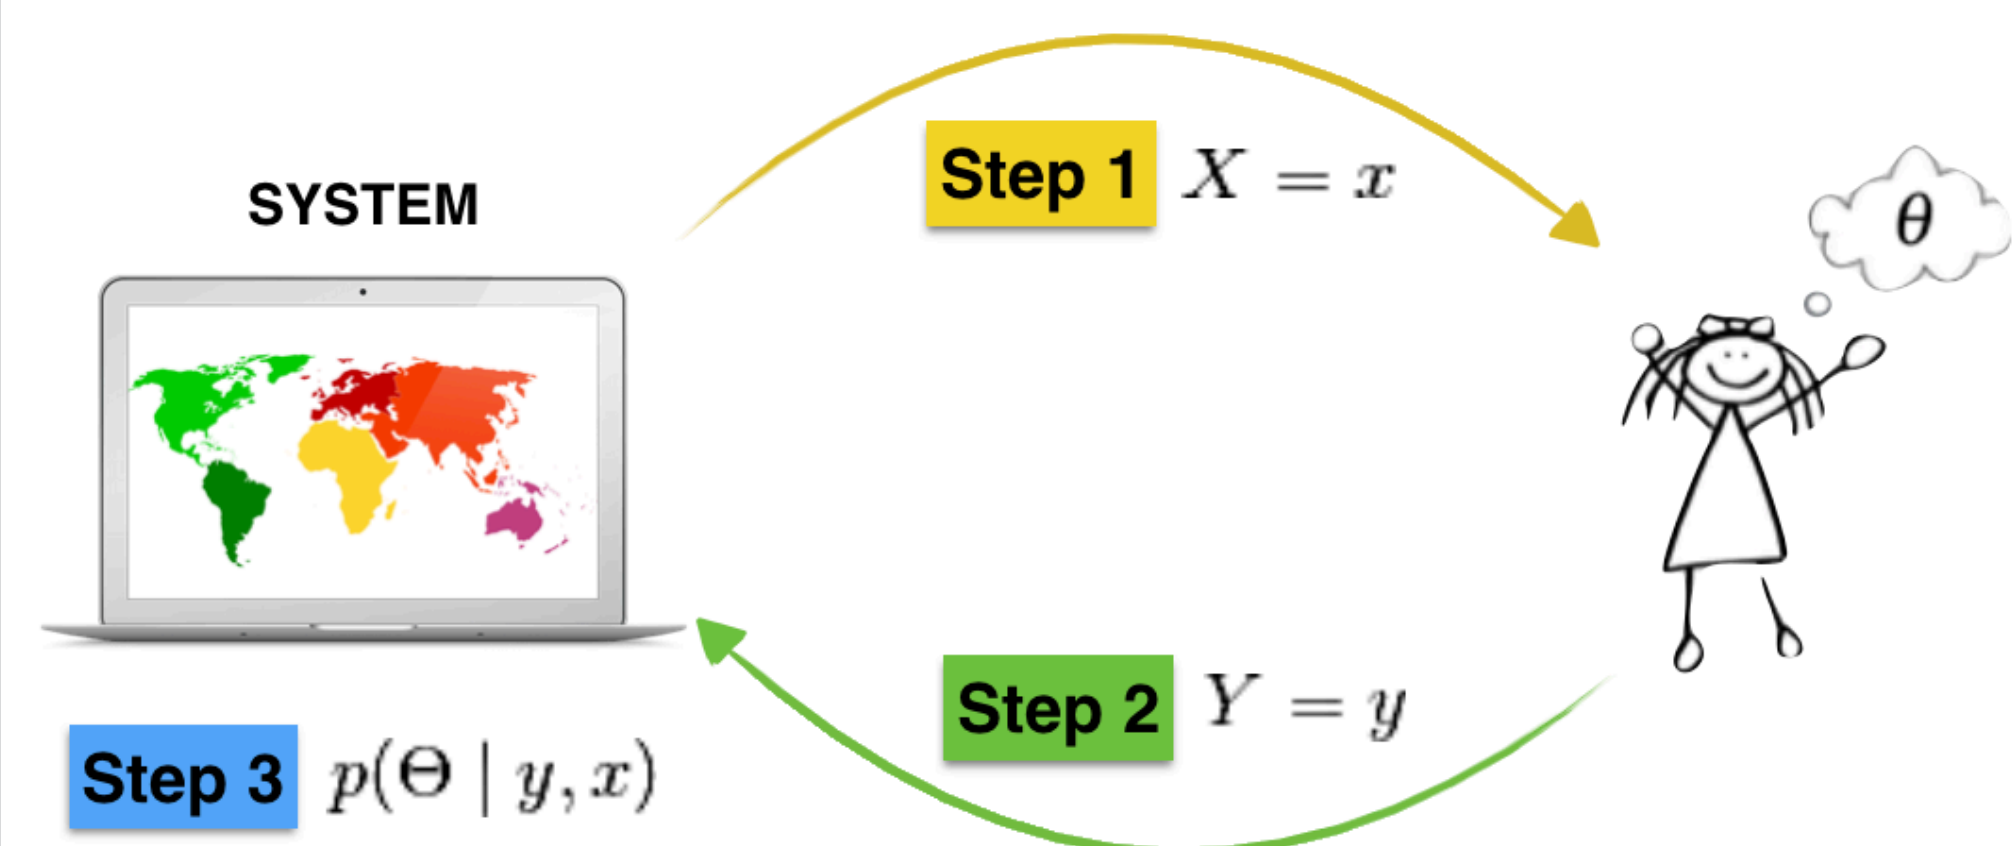 SYSTEM
Step 1 X = x
θ
Step 2 Y = y
Step 3 p(Θ | y, x)